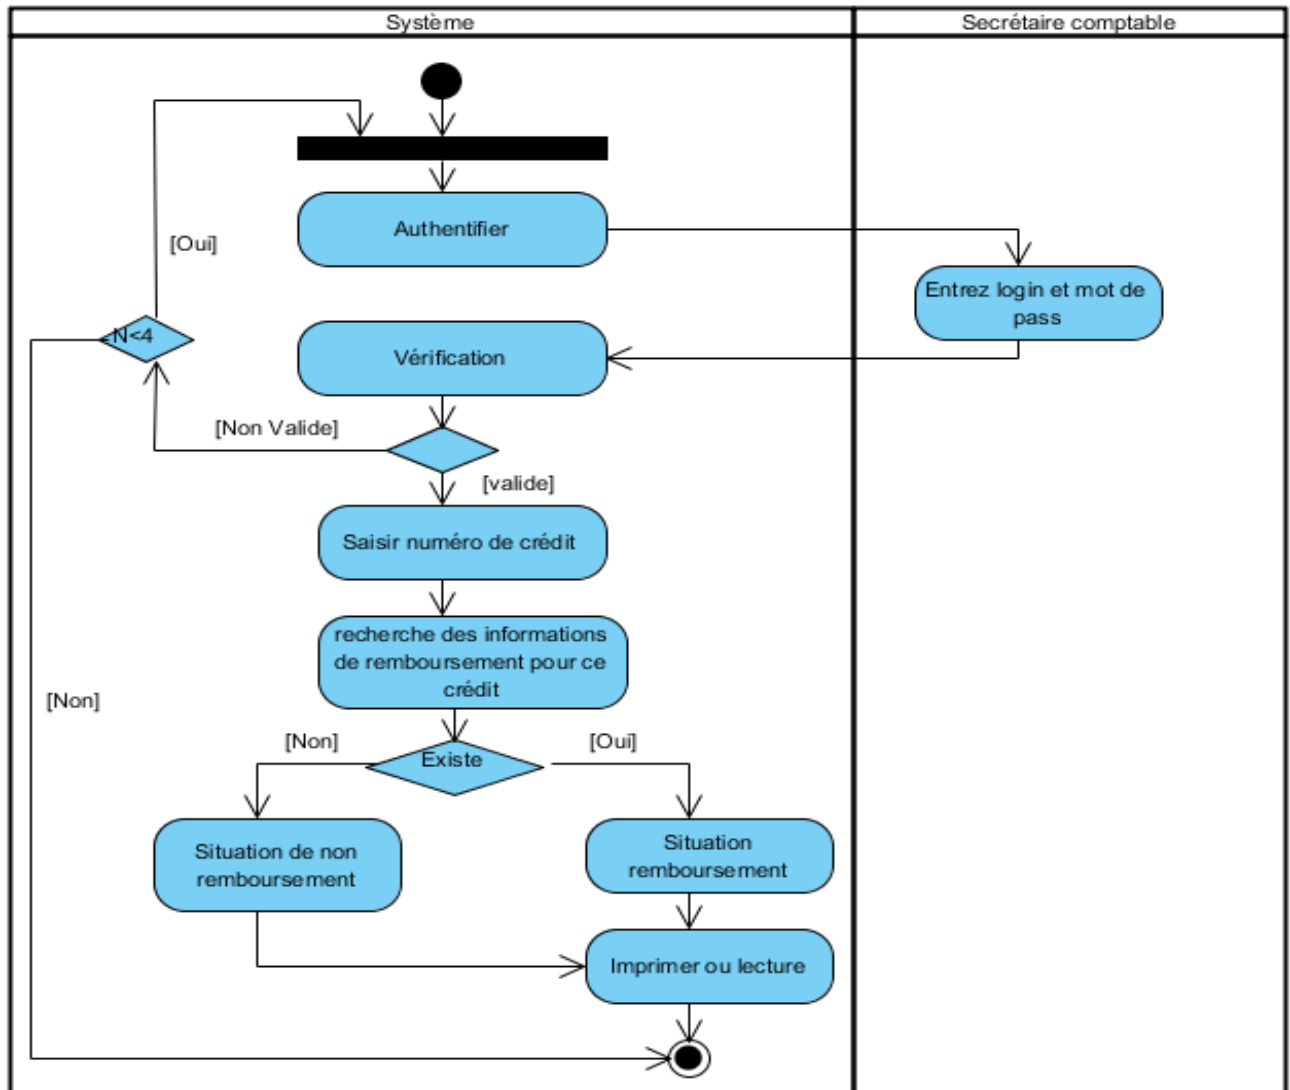 Système
Secrétaire comptable
Authentifier
[Oui]
Entrez login et mot de
pass
N<4
Vérification
[Non Valide]
[valide]
Saisir numéro de crédit
recherche des informations
de remboursement pour ce
crédit
[Non]
[Non]
[Oui]
Existe
Situation de non
remboursement
Situation
remboursement
Imprimer ou lecture